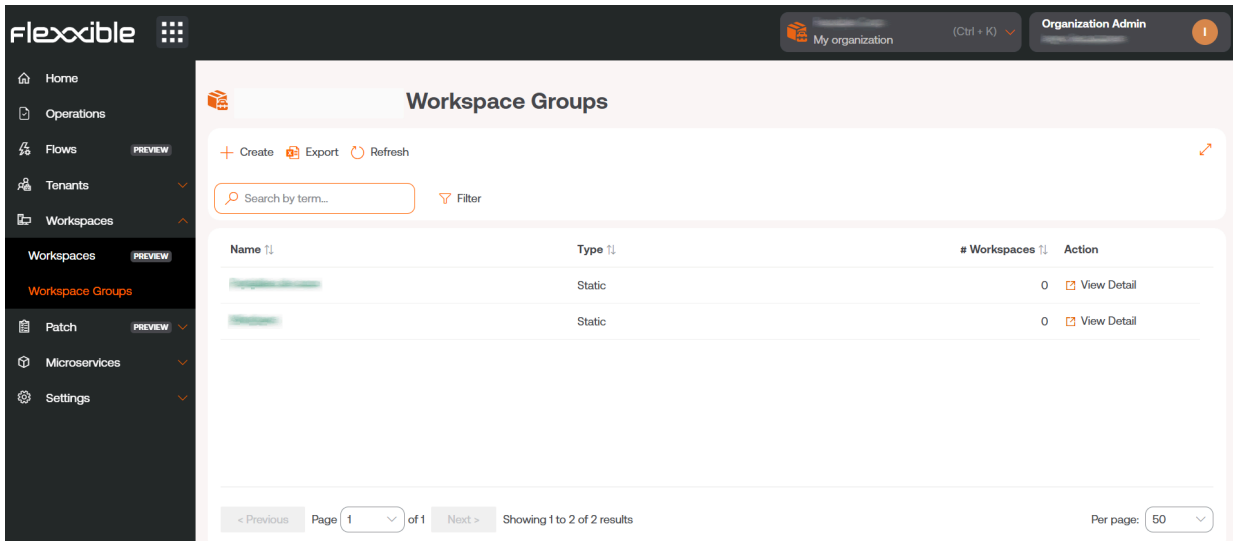 Flexxible
My organization
(Ctrl + K)
Organization Admin
I
Home
Operations
Flows PREVIEW
Tenants
Workspaces
Workspaces PREVIEW
Workspace Groups
Patch PREVIEW
Microservices
Settings
Workspace Groups
Create Export Refresh
Search by term... Filter
Name Type # Workspaces Action
Static 0 View Detail
Static 0 View Detail
< Previous Page 1 of 1 Next > Showing 1 to 2 of 2 results Per page: 50